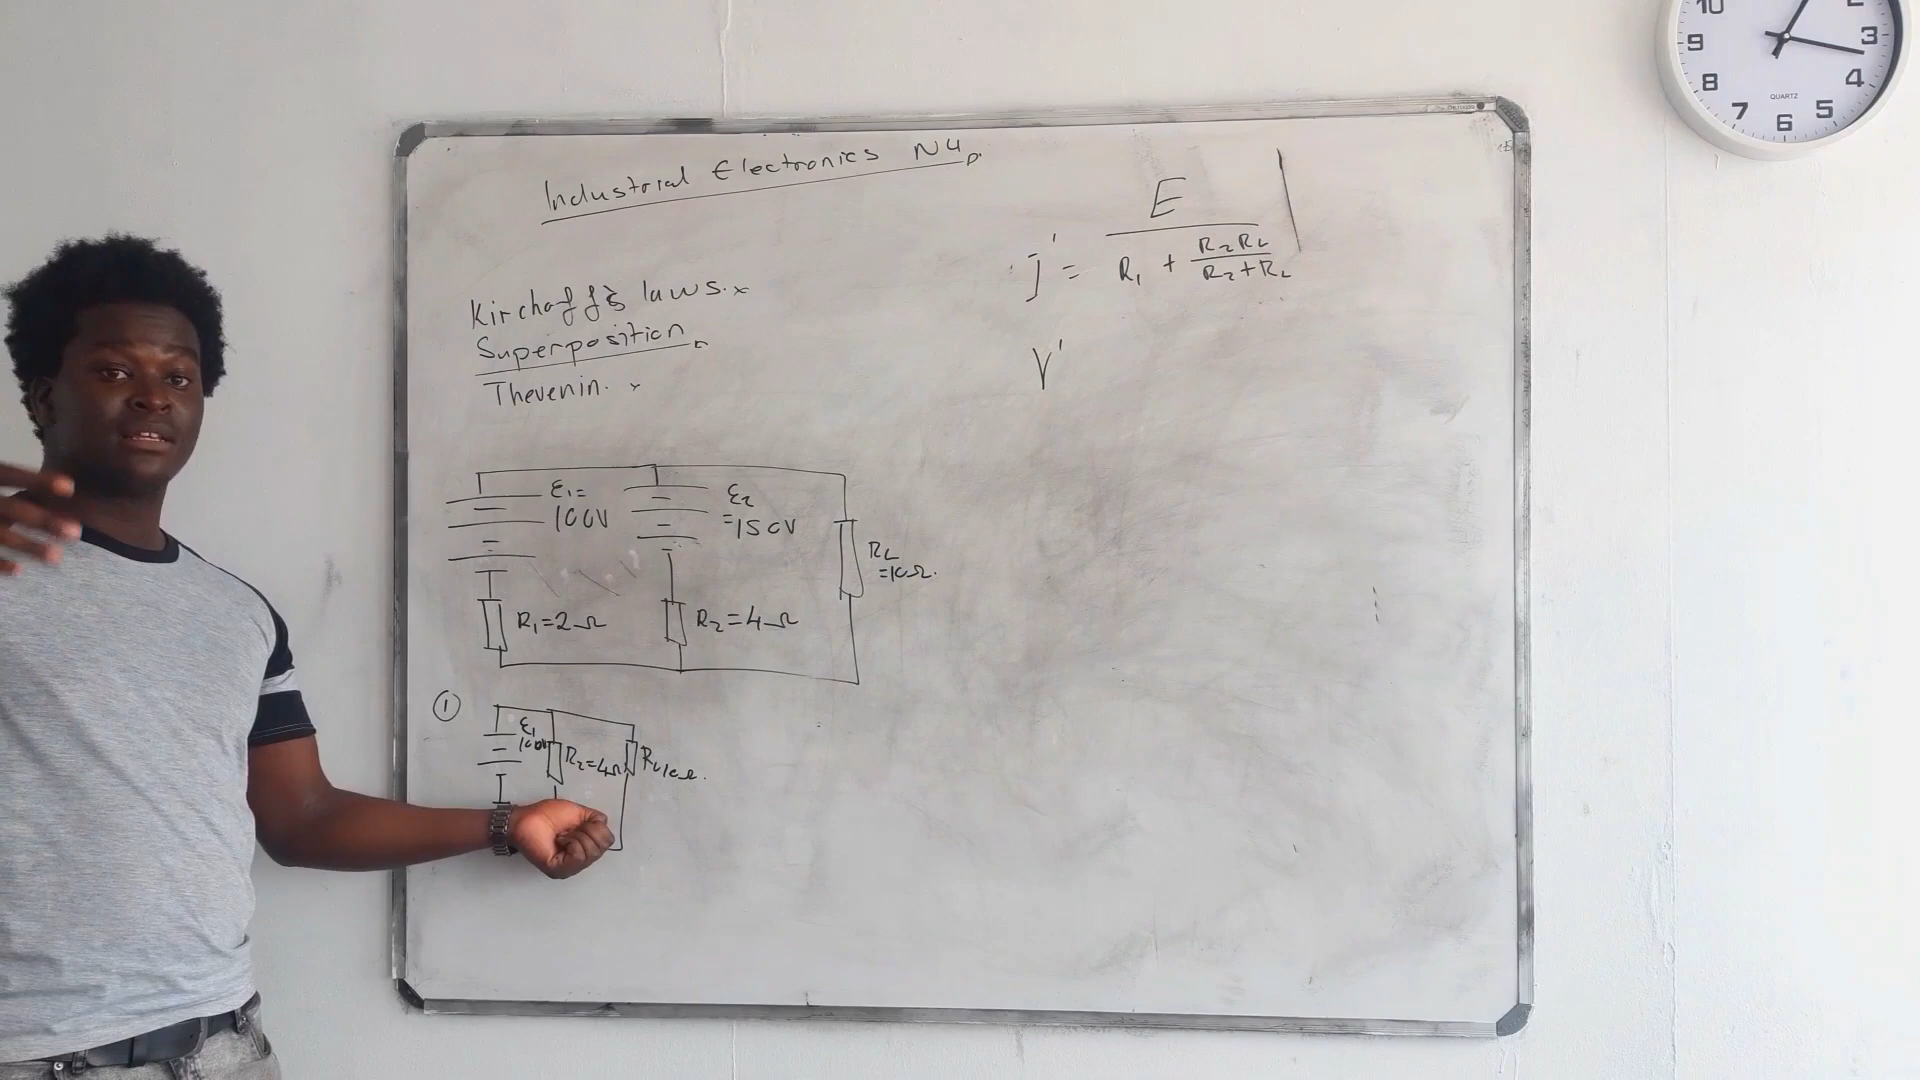 Industrial Electronics N4
Kirchoff's laws.
Superposition
Thevenin.
I' = E / (R1 + R2RL / (R2+RL))
V'
E1=
100V
E2
=150V
RL
=10Ω.
R1=2Ω
R2=4Ω
①
E1
100V
R2=4Ω
RL10Ω.
10
2
9
3
8
4
7
6
5
QUARTZ